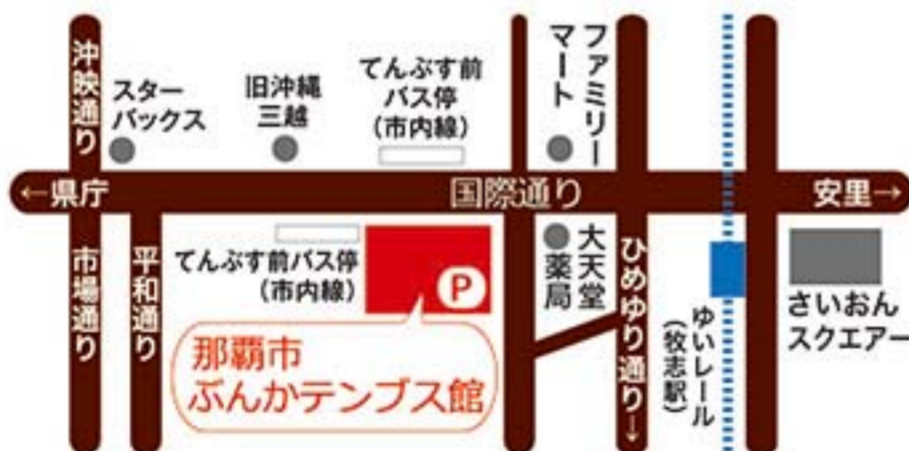 沖映通り
スター
バックス
旧沖縄
三越
てんぶす前
バス停
(市内線)
ファミリー
マート
←県庁
国際通り
安里→
市場通り
平和通り
てんぶす前バス停
(市内線)
P
大天堂
薬局
ひめゆり通り→
ゆいレール
(牧志駅)
さいおん
スクエアー
那覇市
ぶんかテンブス館